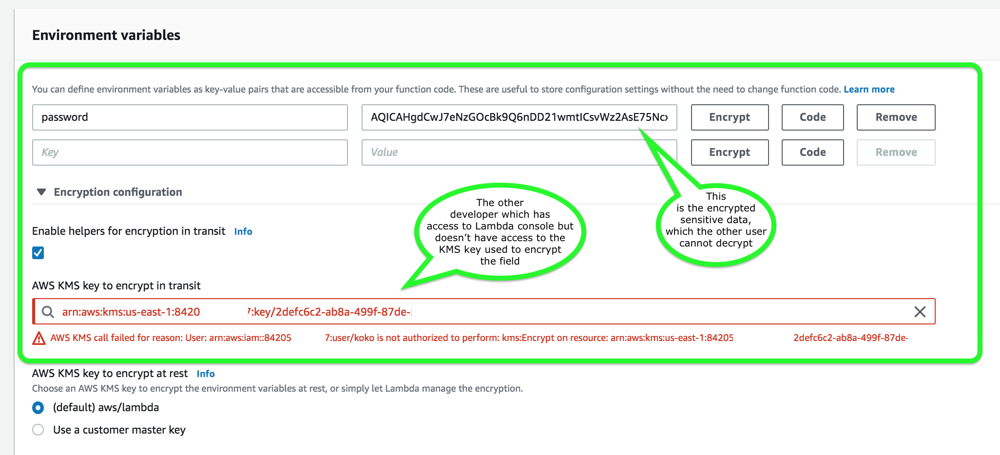 Environment variables
You can define environment variables as key-value pairs that are accessible from your function code. These are useful to store configuration settings without the need to change function code. Learn more
password AQICAHgdCwJ7eNzGOcBk9Q6nDD21wmtICsvWz2AsE75Ncx Encrypt Code Remove
Key Value Encrypt Code Remove
Encryption configuration
The other
developer which has
access to Lambda console but
doesn't have access to the
KMS key used to encrypt
the field
This
is the encrypted
sensitive data,
which the other user
cannot decrypt
Enable helpers for encryption in transit Info
AWS KMS key to encrypt in transit
arn:aws:kms:us-east-1:8420 7:key/2defc6c2-ab8a-499f-87de-
AWS KMS call failed for reason: User: arn:aws:iam::84205 7:user/koko is not authorized to perform: kms:Encrypt on resource: arn:aws:kms:us-east-1:84205 2defc6c2-ab8a-499f-87de-
AWS KMS key to encrypt at rest Info
Choose an AWS KMS key to encrypt the environment variables at rest, or simply let Lambda manage the encryption.
(default) aws/lambda
Use a customer master key